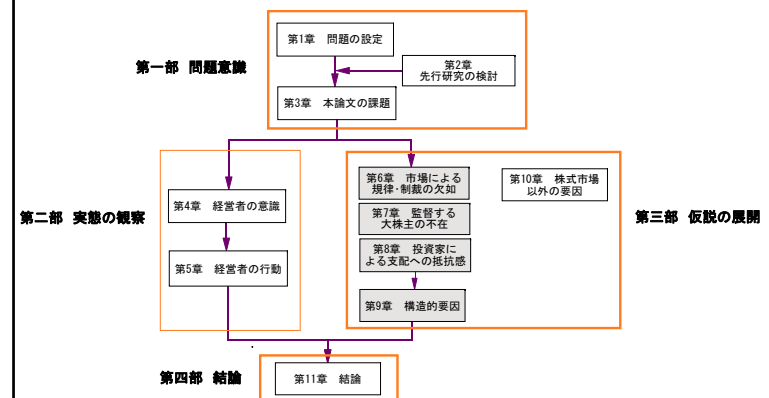 第1章　問題の設定
第一部 問題意識
第2章
先行研究の検討
第3章　本論文の課題
第6章　市場による
規律・制裁の欠如
第10章　株式市場
以外の要因
第4章　経営者の意識
第7章　監督する
大株主の不在
第二部 実態の観察
第三部 仮説の展開
第8章　投資家に
よる支配への抵抗感
第5章　経営者の行動
第9章　構造的要因
第四部 結論
第11章　結論